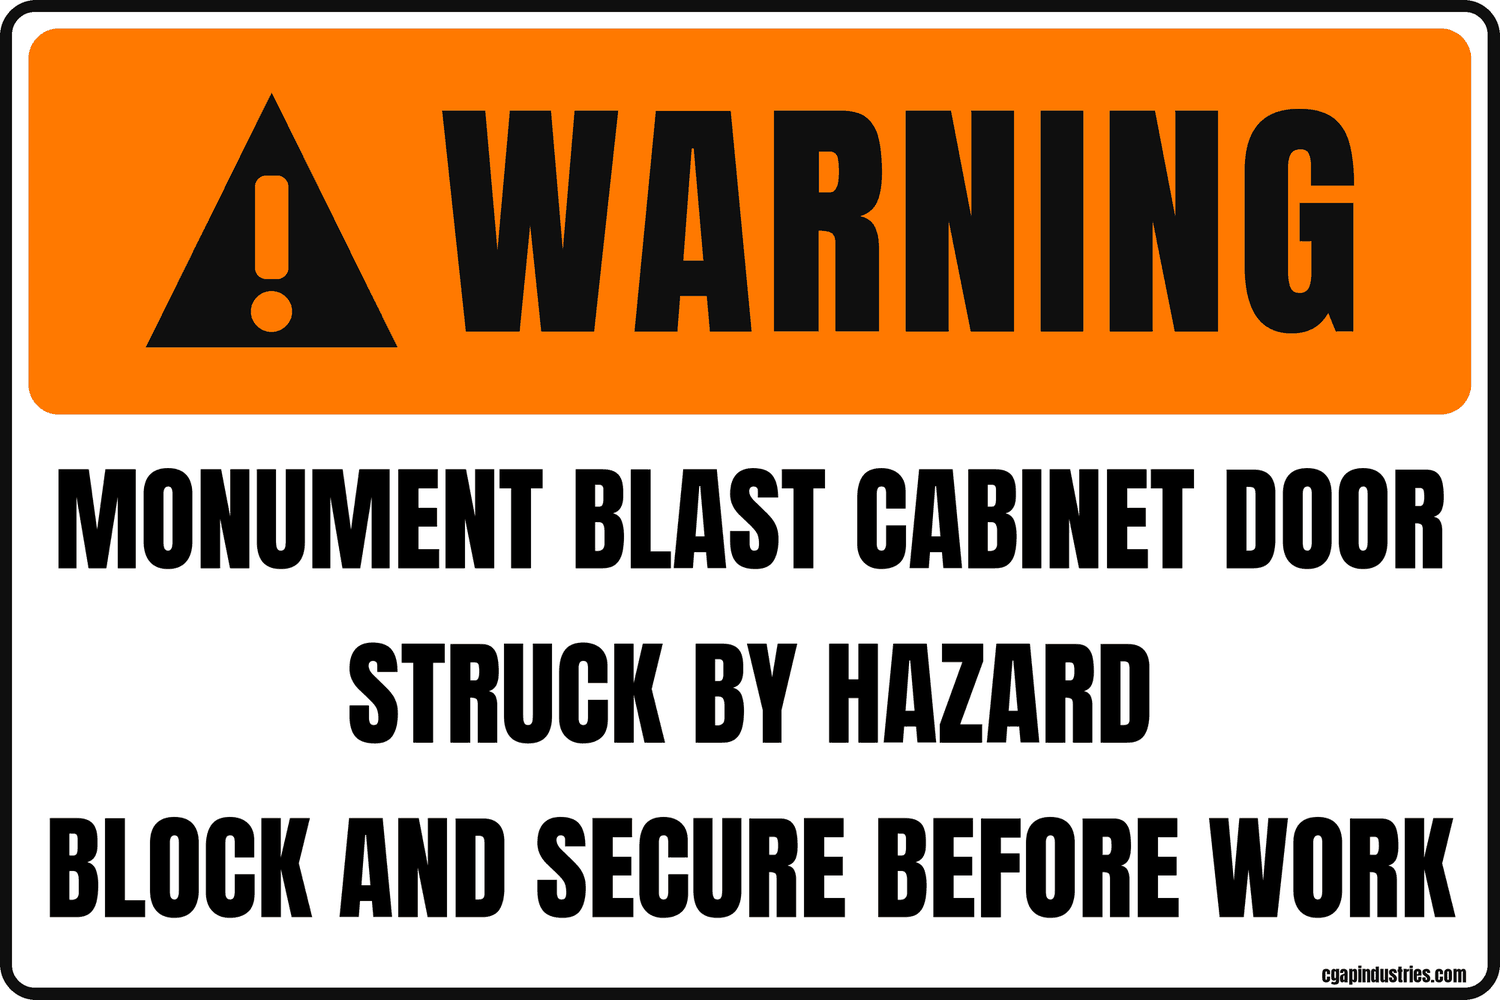 WARNING
MONUMENT BLAST CABINET DOOR
STRUCK BY HAZARD
BLOCK AND SECURE BEFORE WORK
cgapindustries.com